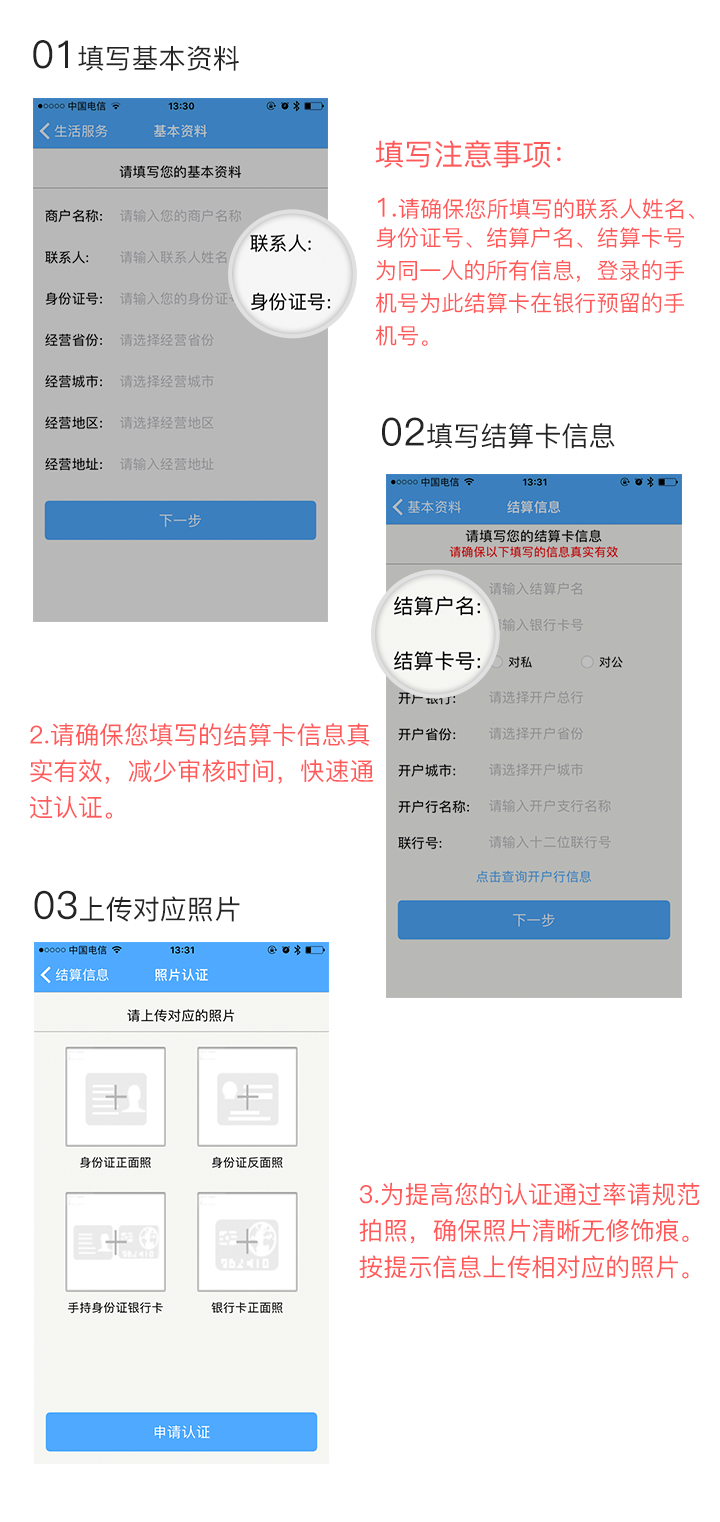 01填写基本资料
中国电信 13:30
生活服务 基本资料
请填写您的基本资料
商户名称: 请输入您的商户名称
联系人: 请输入联系人姓名
身份证号: 请输入您的身份证
经营省份: 请选择经营省份
经营城市: 请选择经营城市
经营地区: 请选择经营地区
经营地址: 请输入经营地址
下一步
联系人:
身份证号:
填写注意事项:
1.请确保您所填写的联系人姓名、
身份证号、结算户名、结算卡号
为同一人的所有信息，登录的手
机号为此结算卡在银行预留的手
机号。
02填写结算卡信息
中国电信 13:31
基本资料 结算信息
请填写您的结算卡信息
请确保以下填写的信息真实有效
结算户名: 请输入结算户名
请输入银行卡号
结算卡号: 对私 对公
开户银行: 请选择开户总行
开户省份: 请选择开户省份
开户城市: 请选择开户城市
开户行名称: 请输入开户支行名称
联行号: 请输入十二位联行号
点击查询开户行信息
下一步
2.请确保您填写的结算卡信息真
实有效，减少审核时间，快速通
过认证。
03上传对应照片
中国电信 13:31
结算信息 照片认证
请上传对应的照片
身份证正面照 身份证反面照
手持身份证银行卡 银行卡正面照
申请认证
3.为提高您的认证通过率请规范
拍照，确保照片清晰无修饰痕。
按提示信息上传相对应的照片。